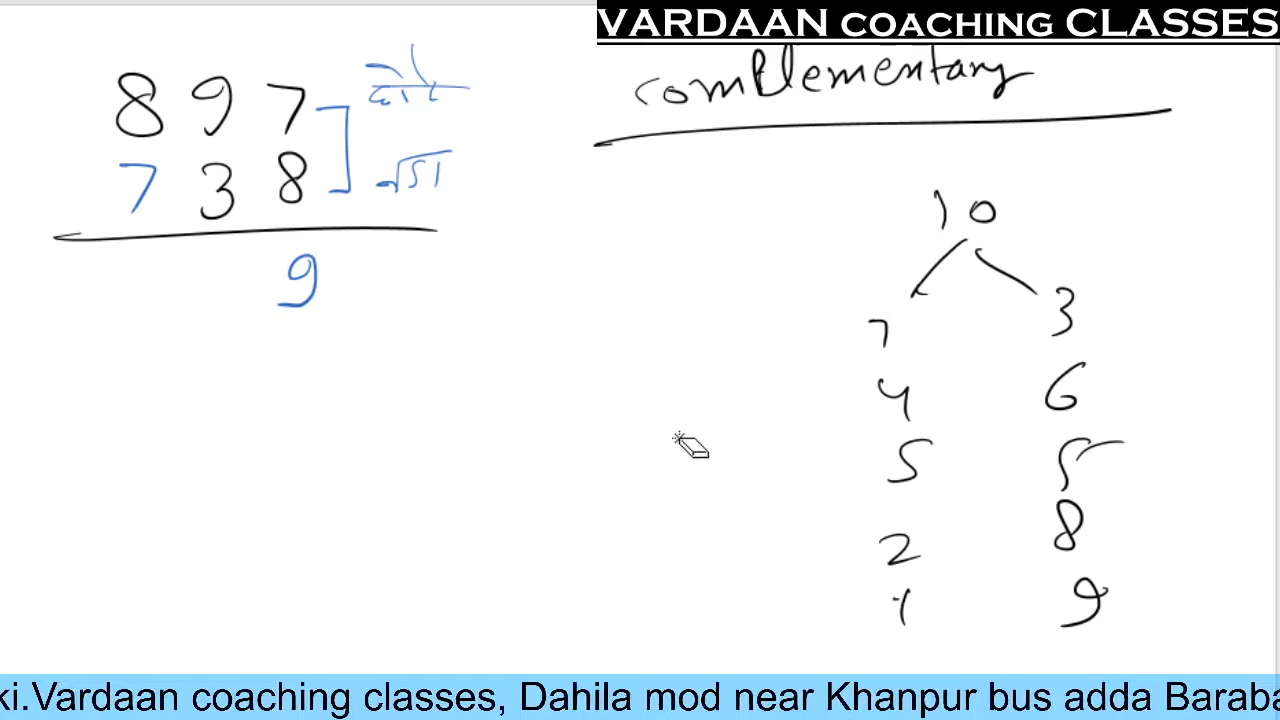 VARDAAN COACHING CLASSES
complementary
8 9 7
7 3 8
9
10
7 3
4 6
5 5
2 8
1 9
ki.Vardaan coaching classes, Dahila mod near Khanpur bus adda Baraba